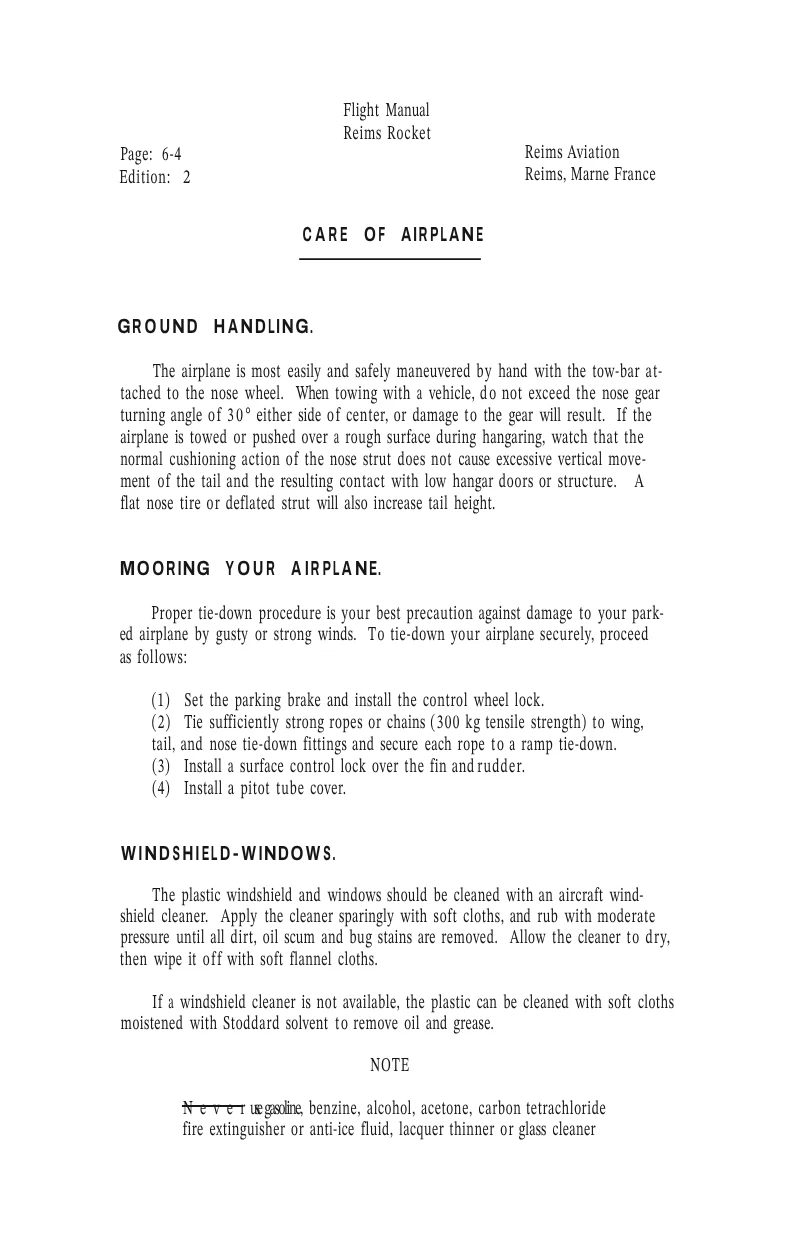 Flight Manual
Reims Rocket
Page: 6-4
Edition: 2
Reims Aviation
Reims, Marne France
CARE OF AIRPLANE
GROUND HANDLING.
The airplane is most easily and safely maneuvered by hand with the tow-bar at-
tached to the nose wheel. When towing with a vehicle, do not exceed the nose gear
turning angle of 30° either side of center, or damage to the gear will result. If the
airplane is towed or pushed over a rough surface during hangaring, watch that the
normal cushioning action of the nose strut does not cause excessive vertical move-
ment of the tail and the resulting contact with low hangar doors or structure. A
flat nose tire or deflated strut will also increase tail height.
MOORING YOUR AIRPLANE.
Proper tie-down procedure is your best precaution against damage to your park-
ed airplane by gusty or strong winds. To tie-down your airplane securely, proceed
as follows:
(1) Set the parking brake and install the control wheel lock.
(2) Tie sufficiently strong ropes or chains (300 kg tensile strength) to wing,
tail, and nose tie-down fittings and secure each rope to a ramp tie-down.
(3) Install a surface control lock over the fin and rudder.
(4) Install a pitot tube cover.
WINDSHIELD-WINDOWS.
The plastic windshield and windows should be cleaned with an aircraft wind-
shield cleaner. Apply the cleaner sparingly with soft cloths, and rub with moderate
pressure until all dirt, oil scum and bug stains are removed. Allow the cleaner to dry,
then wipe it off with soft flannel cloths.
If a windshield cleaner is not available, the plastic can be cleaned with soft cloths
moistened with Stoddard solvent to remove oil and grease.
NOTE
Never use gasoline, benzine, alcohol, acetone, carbon tetrachloride
fire extinguisher or anti-ice fluid, lacquer thinner or glass cleaner